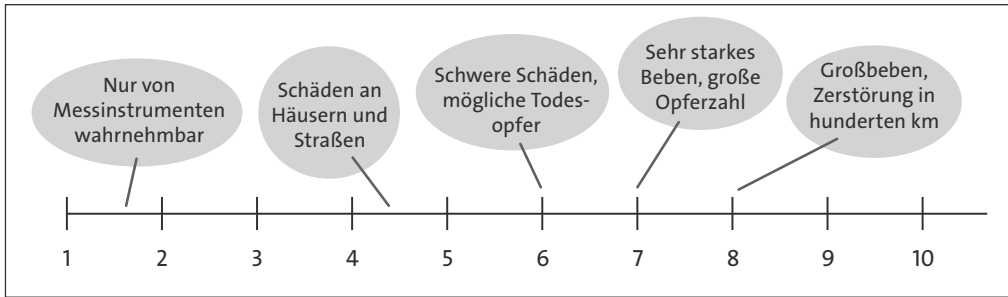 Nur von
Messinstrumenten
wahrnehmbar
Schäden an
Häusern und
Straßen
Schwere Schäden,
mögliche Todes-
opfer
Sehr starkes
Beben, große
Opferzahl
Großbeben,
Zerstörung in
hunderten km
1 2 3 4 5 6 7 8 9 10